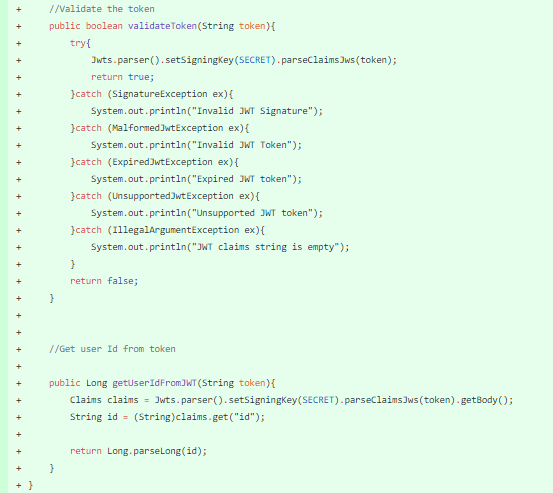 +    //Validate the token
+    public boolean validateToken(String token){
+        try{
+            Jwts.parser().setSigningKey(SECRET).parseClaimsJws(token);
+            return true;
+        }catch (SignatureException ex){
+            System.out.println("Invalid JWT Signature");
+        }catch (MalformedJwtException ex){
+            System.out.println("Invalid JWT Token");
+        }catch (ExpiredJwtException ex){
+            System.out.println("Expired JWT token");
+        }catch (UnsupportedJwtException ex){
+            System.out.println("Unsupported JWT token");
+        }catch (IllegalArgumentException ex){
+            System.out.println("JWT claims string is empty");
+        }
+        return false;
+    }
+
+
+    //Get user Id from token
+
+    public Long getUserIdFromJWT(String token){
+        Claims claims = Jwts.parser().setSigningKey(SECRET).parseClaimsJws(token).getBody();
+        String id = (String)claims.get("id");
+
+        return Long.parseLong(id);
+    }
+ }